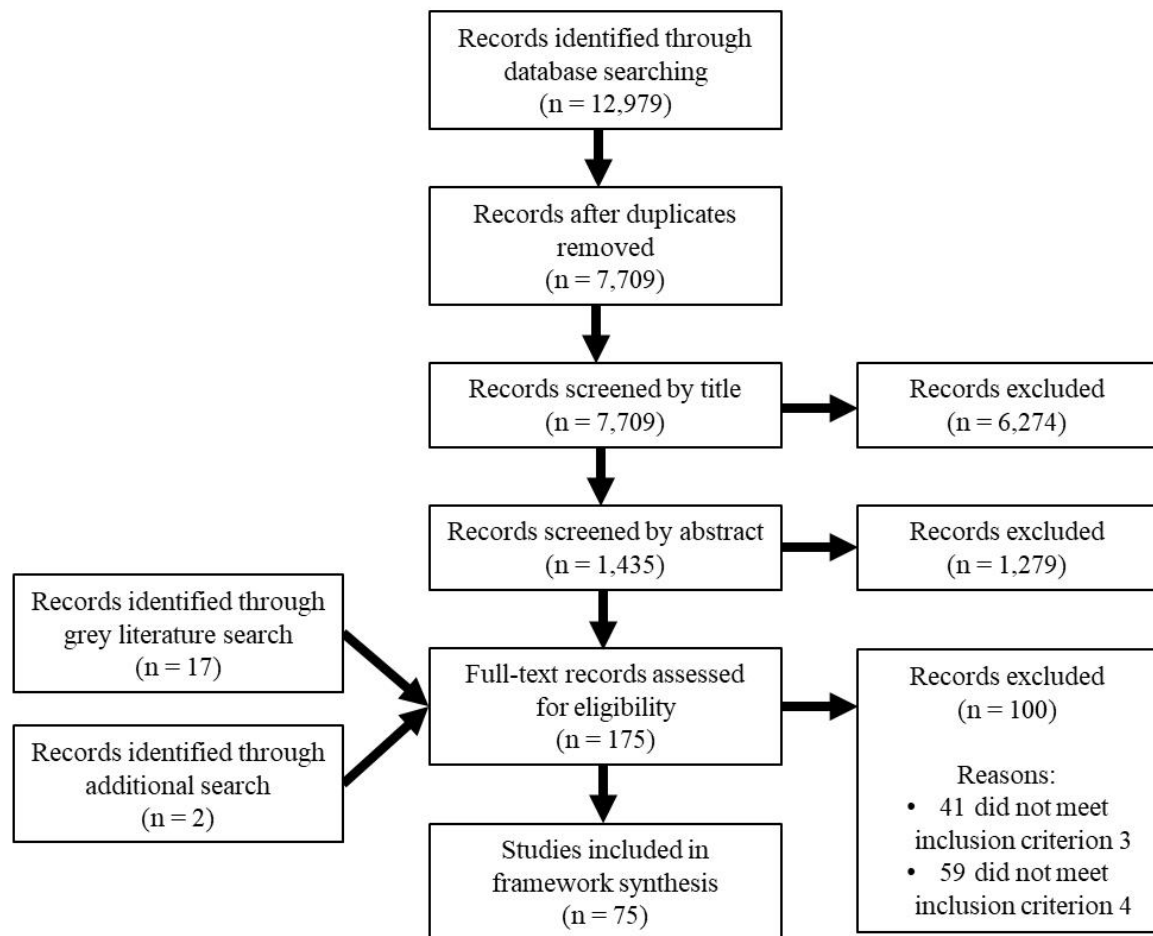 Records identified through
database searching
(n = 12,979)
Records after duplicates
removed
(n = 7,709)
Records screened by title
(n = 7,709)
Records excluded
(n = 6,274)
Records screened by abstract
(n = 1,435)
Records excluded
(n = 1,279)
Records identified through
grey literature search
(n = 17)
Records identified through
additional search
(n = 2)
Full-text records assessed
for eligibility
(n = 175)
Records excluded
(n = 100)
Reasons:
• 41 did not meet
inclusion criterion 3
• 59 did not meet
inclusion criterion 4
Studies included in
framework synthesis
(n = 75)